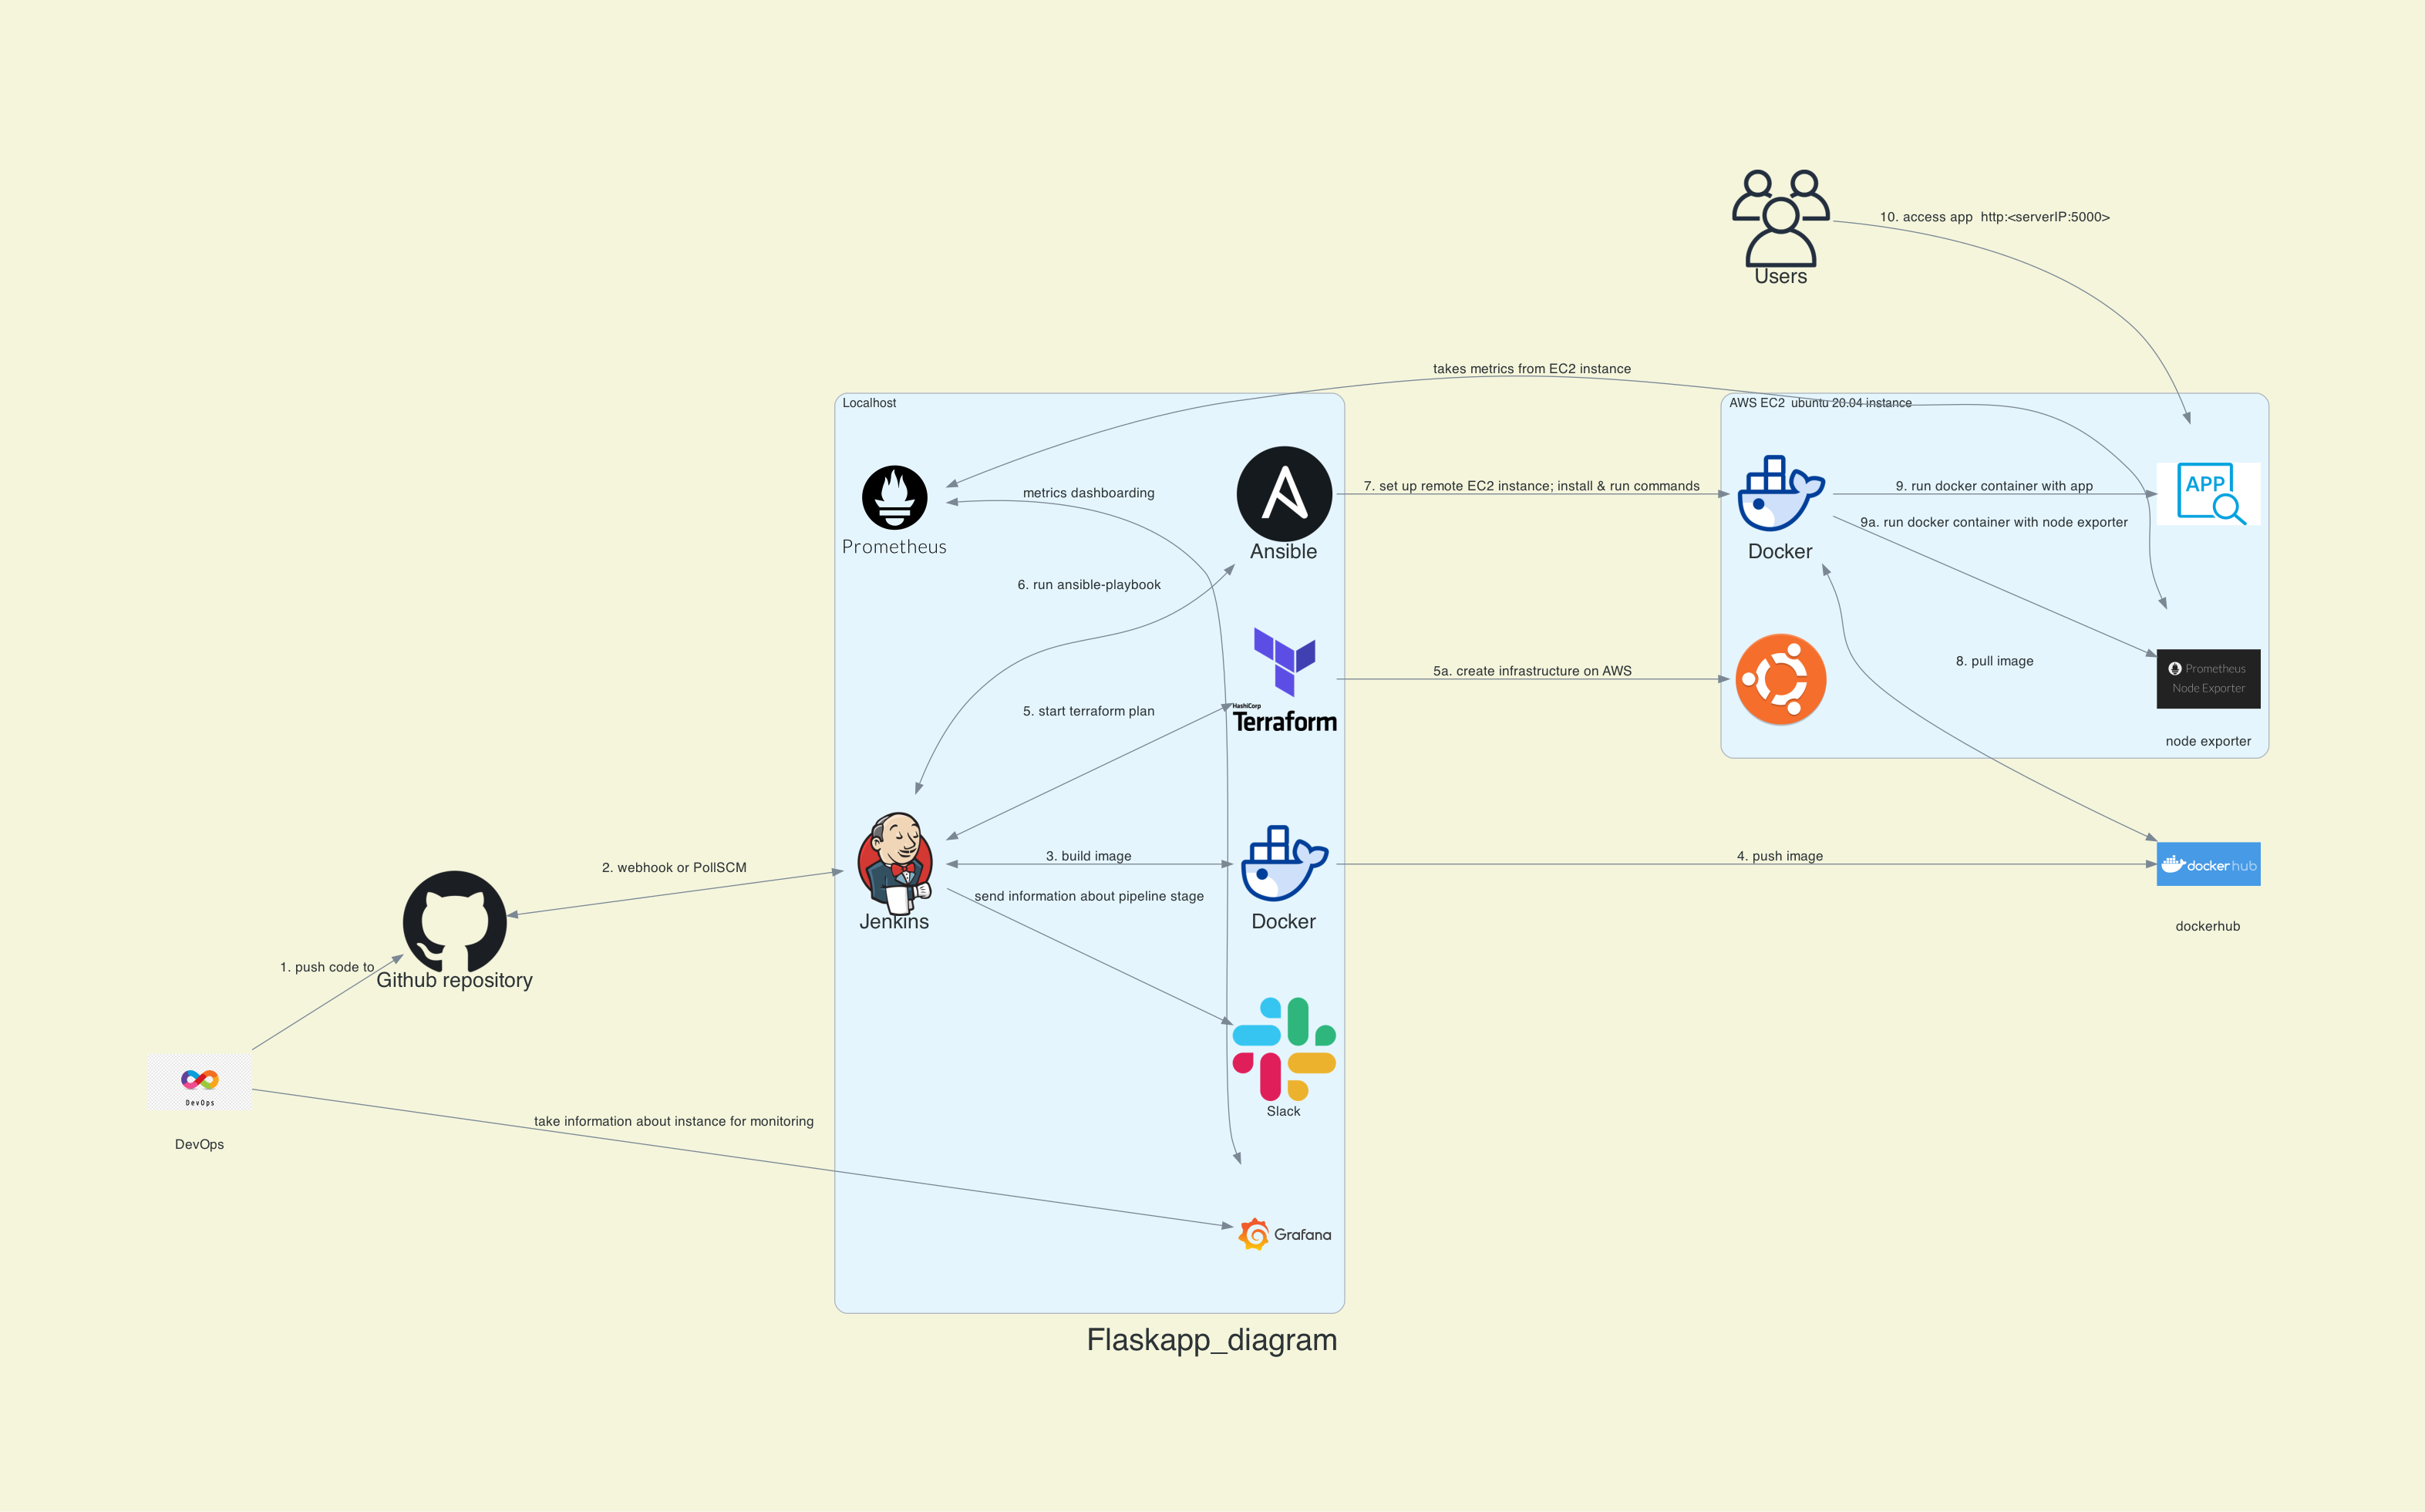 10. access app  http:<serverIP:5000>
Users
takes metrics from EC2 instance
Localhost
AWS EC2  ubuntu 20.04 instance
Prometheus
metrics dashboarding
Ansible
7. set up remote EC2 instance; install & run commands
Docker
9. run docker container with app
APP
9a. run docker container with node exporter
6. run ansible-playbook
8. pull image
Prometheus
Node Exporter
node exporter
5. start terraform plan
HashiCorp
Terraform
5a. create infrastructure on AWS
2. webhook or PollSCM
3. build image
4. push image
dockerhub
dockerhub
Jenkins
send information about pipeline stage
Docker
1. push code to
Github repository
DevOps
DevOps
take information about instance for monitoring
Slack
Grafana
Flaskapp_diagram